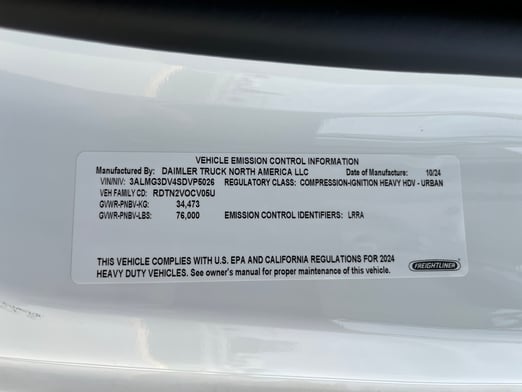 VEHICLE EMISSION CONTROL INFORMATION
Manufactured By: DAIMLER TRUCK NORTH AMERICA LLC Date of Manufacture: 10/24
VIN/NIV: 3ALMG3DV4SDVP5026 REGULATORY CLASS: COMPRESSION-IGNITION HEAVY HDV - URBAN
VEH FAMILY CD: RDTN2VOCV05U
GVWR-PNBV-KG: 34,473
GVWR-PNBV-LBS: 76,000 EMISSION CONTROL IDENTIFIERS: LRRA
THIS VEHICLE COMPLIES WITH U.S. EPA AND CALIFORNIA REGULATIONS FOR 2024
HEAVY DUTY VEHICLES. See owner's manual for proper maintenance of this vehicle.
FREIGHTLINER